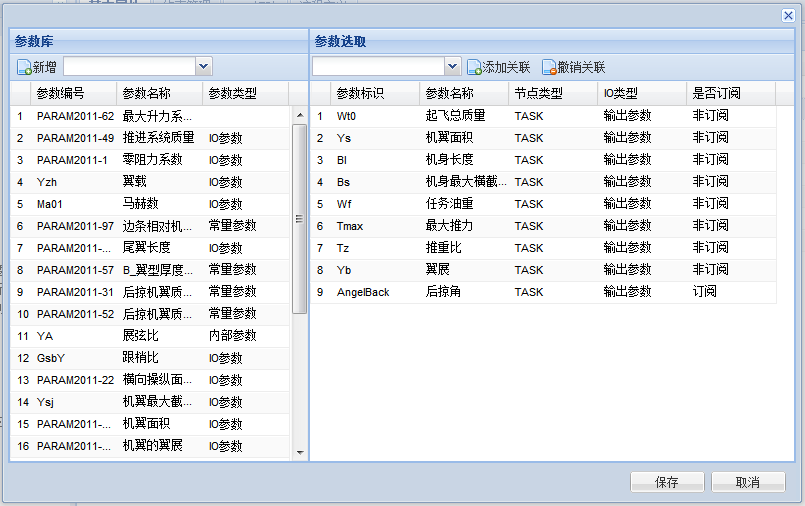 参数库
新增
参数编号 参数名称 参数类型
1 PARAM2011-62 最大升力系...
2 PARAM2011-49 推进系统质量 IO参数
3 PARAM2011-1 零阻力系数 IO参数
4 Yzh 翼载 IO参数
5 Ma01 马赫数 IO参数
6 PARAM2011-97 边条相对机... 常量参数
7 PARAM2011-... 尾翼长度 IO参数
8 PARAM2011-57 B_翼型厚度... 常量参数
9 PARAM2011-31 后掠机翼质... 常量参数
10 PARAM2011-52 后掠机翼质... 常量参数
11 YA 展弦比 内部参数
12 GsbY 跟梢比 IO参数
13 PARAM2011-22 横向操纵面... IO参数
14 Ysj 机翼最大截... IO参数
15 PARAM2011-... 机翼面积 IO参数
16 PARAM2011-... 机翼的翼展 IO参数
参数选取
添加关联 撤销关联
参数标识 参数名称 节点类型 IO类型 是否订阅
1 Wt0 起飞总质量 TASK 输出参数 非订阅
2 Ys 机翼面积 TASK 输出参数 非订阅
3 Bl 机身长度 TASK 输出参数 非订阅
4 Bs 机身最大横截... TASK 输出参数 非订阅
5 Wf 任务油重 TASK 输出参数 非订阅
6 Tmax 最大推力 TASK 输出参数 非订阅
7 Tz 推重比 TASK 输出参数 非订阅
8 Yb 翼展 TASK 输出参数 非订阅
9 AngelBack 后掠角 TASK 输出参数 订阅
保存 取消